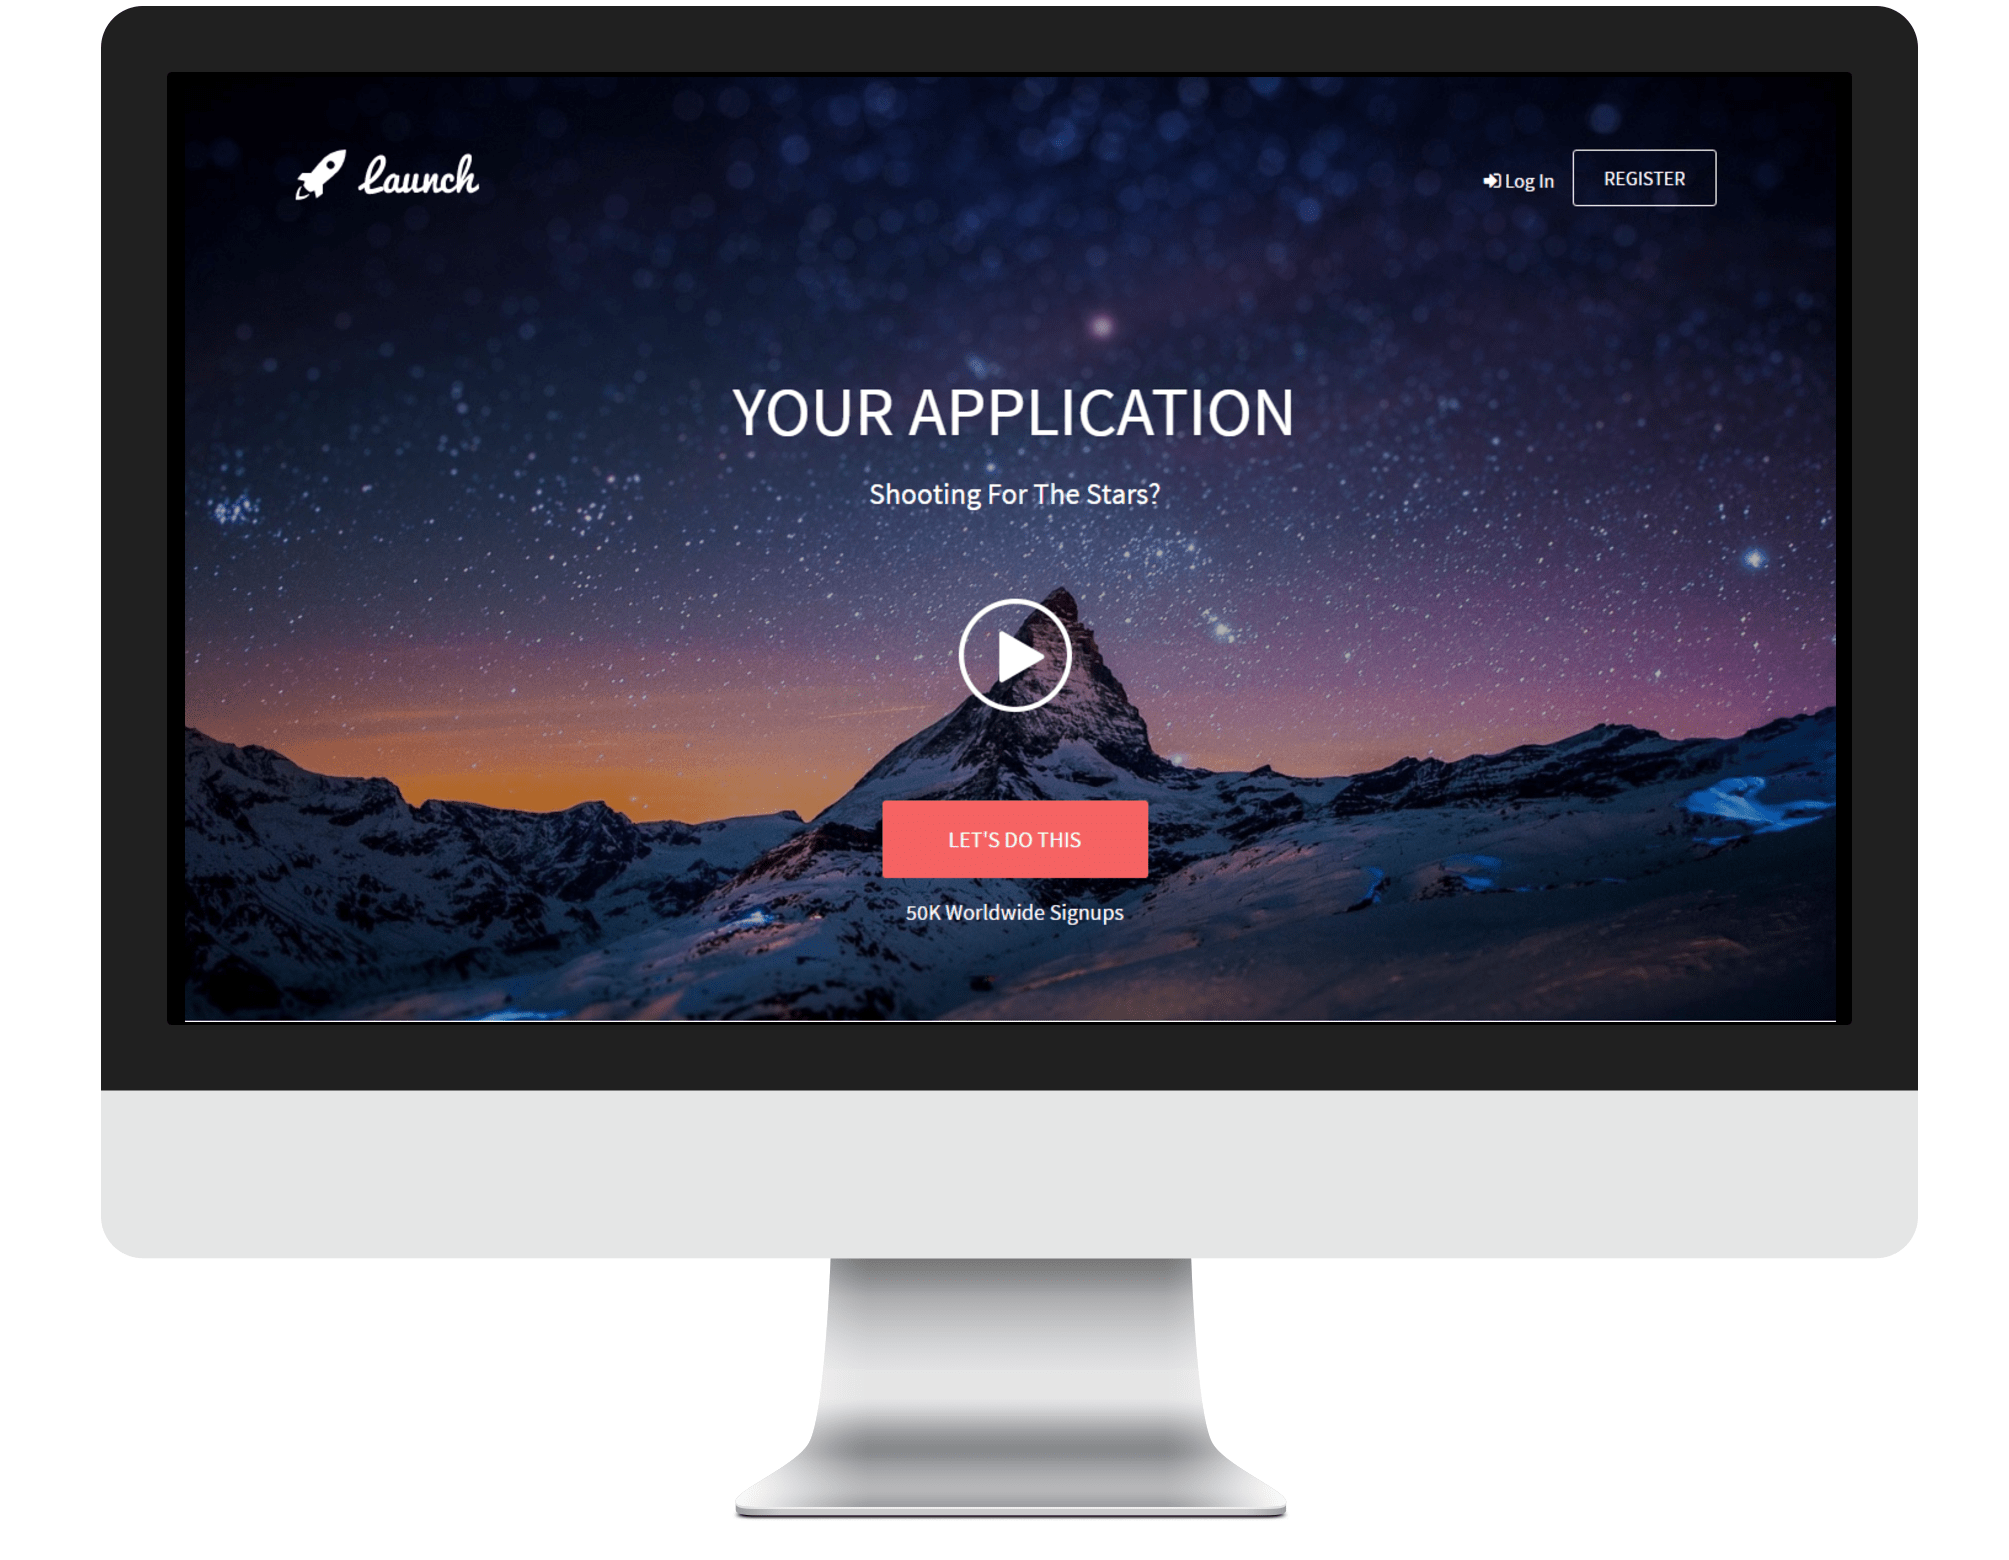 Launch
Log In
REGISTER
YOUR APPLICATION
Shooting For The Stars?
LET'S DO THIS
50K Worldwide Signups